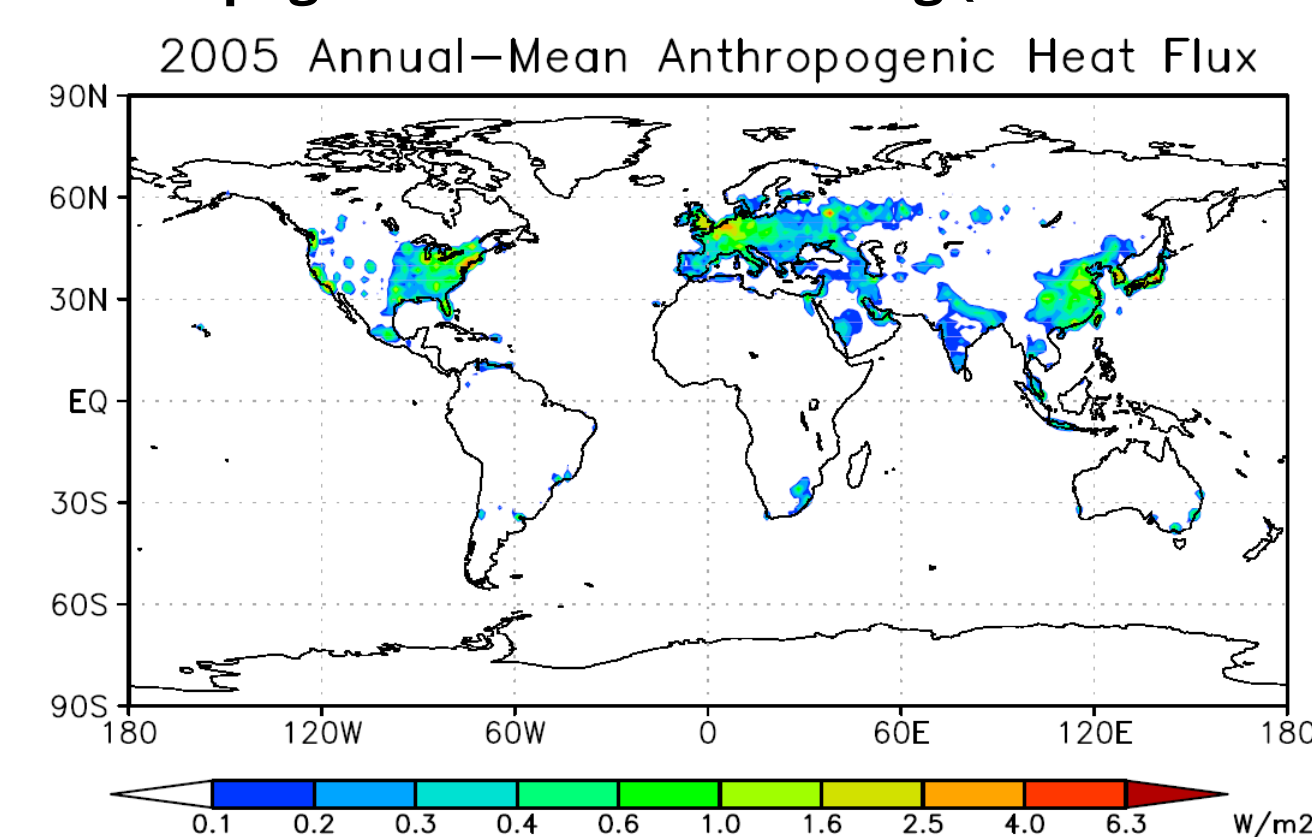 2005 Annual-Mean Anthropogenic Heat Flux
90N
60N
30N
EQ
30S
60S
90S
180 120W 60W 0 60E 120E 180
0.1 0.2 0.3 0.4 0.6 1.0 1.6 2.5 4.0 6.3 W/m2